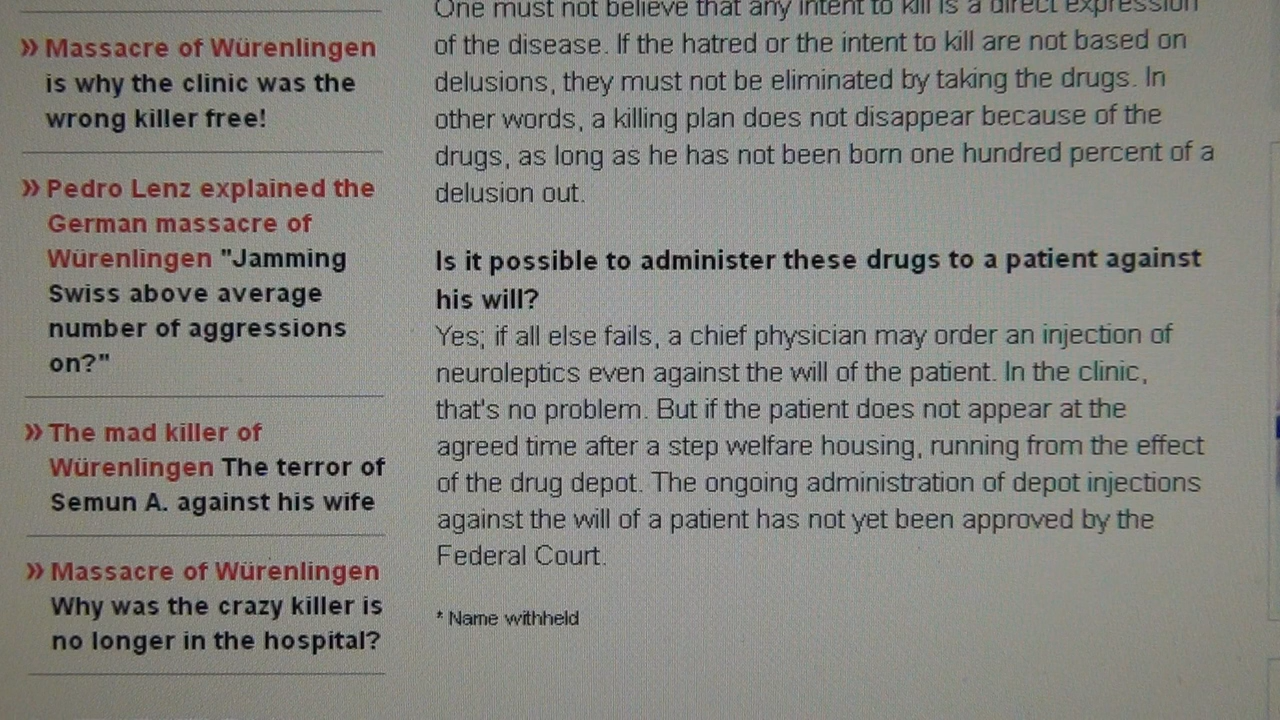 » Massacre of Würenlingen
is why the clinic was the
wrong killer free!
» Pedro Lenz explained the
German massacre of
Würenlingen "Jamming
Swiss above average
number of aggressions
on?"
» The mad killer of
Würenlingen The terror of
Semun A. against his wife
» Massacre of Würenlingen
Why was the crazy killer is
no longer in the hospital?
One must not believe that any intent to kill is a direct expression
of the disease. If the hatred or the intent to kill are not based on
delusions, they must not be eliminated by taking the drugs. In
other words, a killing plan does not disappear because of the
drugs, as long as he has not been born one hundred percent of a
delusion out.
Is it possible to administer these drugs to a patient against
his will?
Yes; if all else fails, a chief physician may order an injection of
neuroleptics even against the will of the patient. In the clinic,
that's no problem. But if the patient does not appear at the
agreed time after a step welfare housing, running from the effect
of the drug depot. The ongoing administration of depot injections
against the will of a patient has not yet been approved by the
Federal Court.
* Name withheld